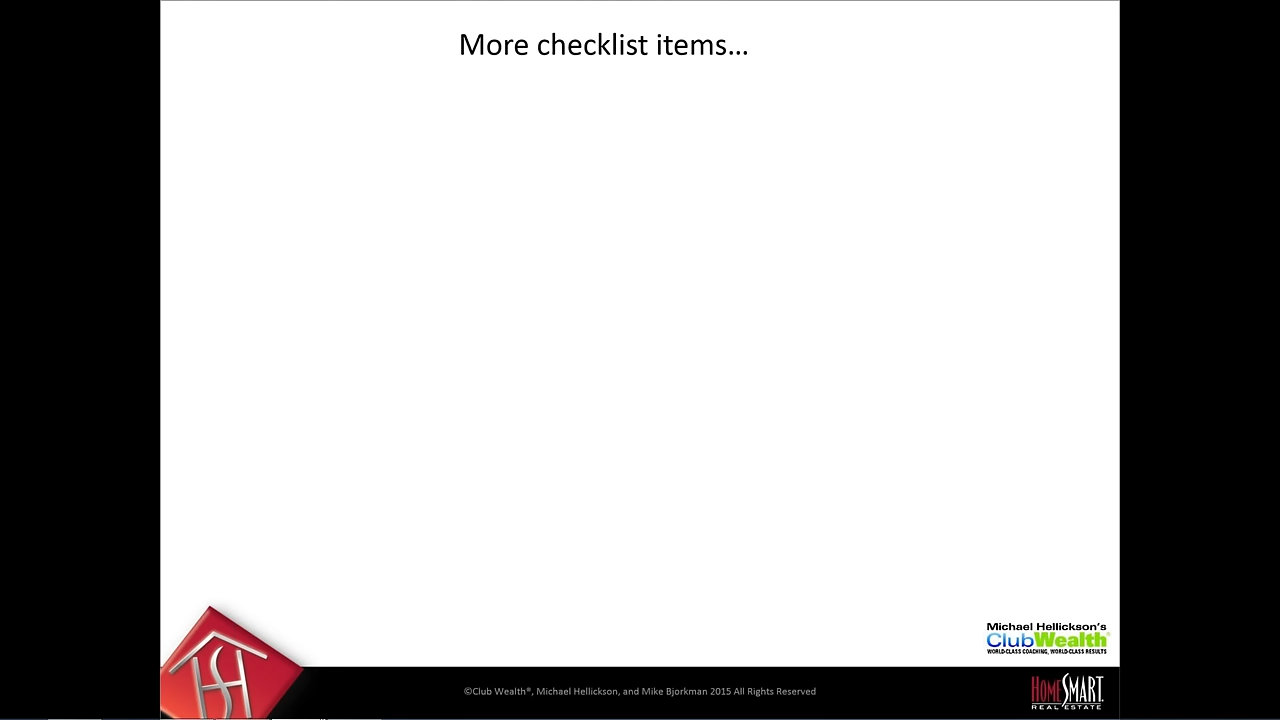 More checklist items...
Michael Hellickson's
ClubWealth®
WORLD-CLASS COACHING, WORLD-CLASS RESULTS
©Club Wealth®, Michael Hellickson, and Mike Bjorkman 2015 All Rights Reserved
HS
HOMESMART
REAL ESTATE